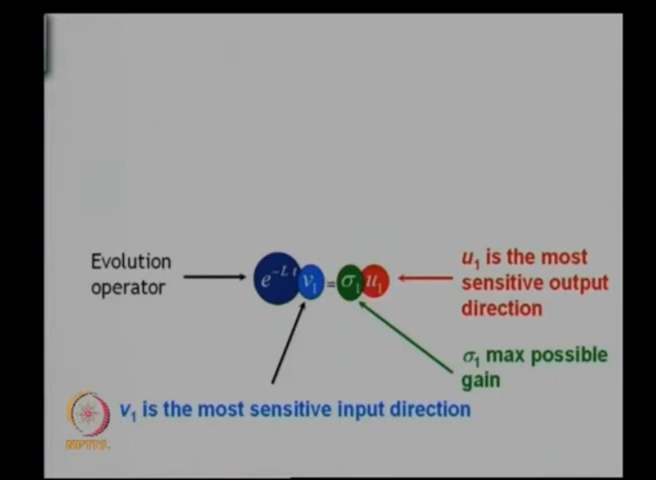 Evolution
operator
e^{-Lt} v₁ = σ₁ u₁
u₁ is the most
sensitive output
direction
σ₁ max possible
gain
v₁ is the most sensitive input direction
NPTEL